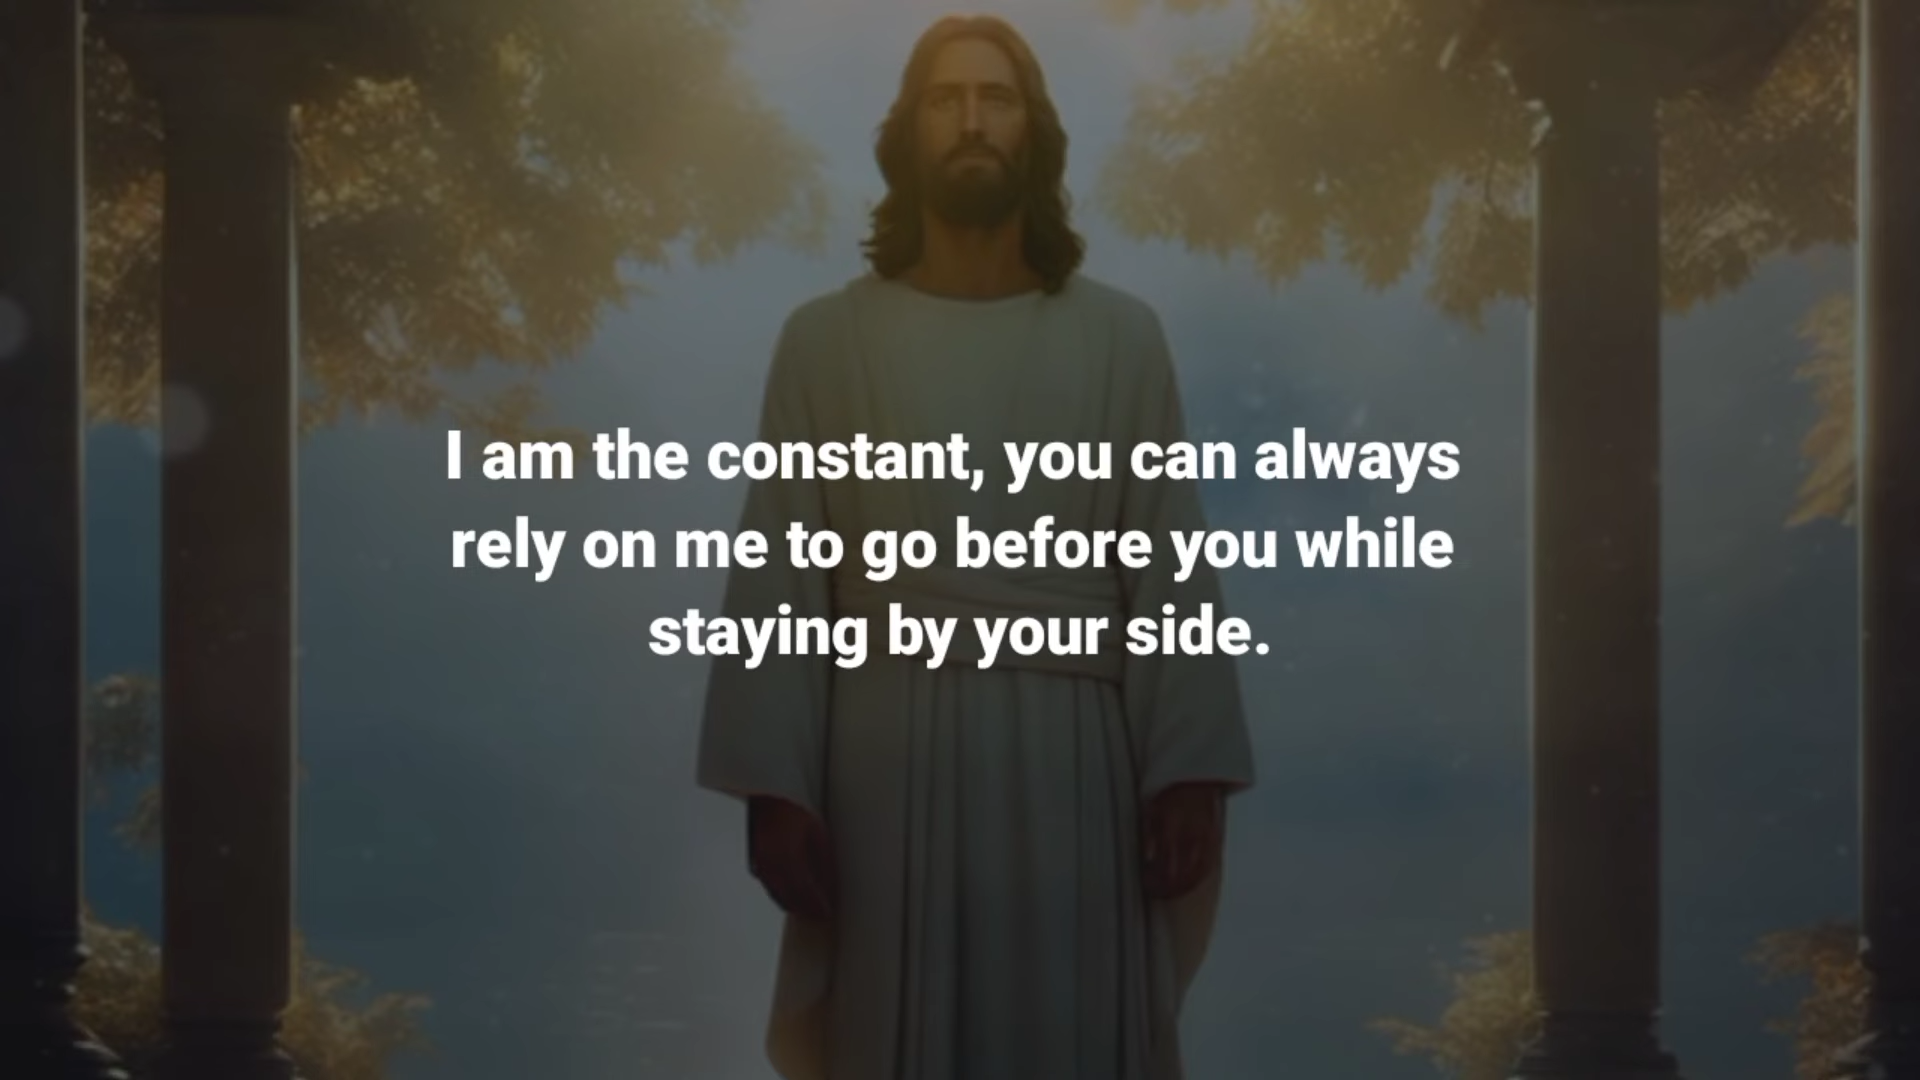 I am the constant, you can always
rely on me to go before you while
staying by your side.